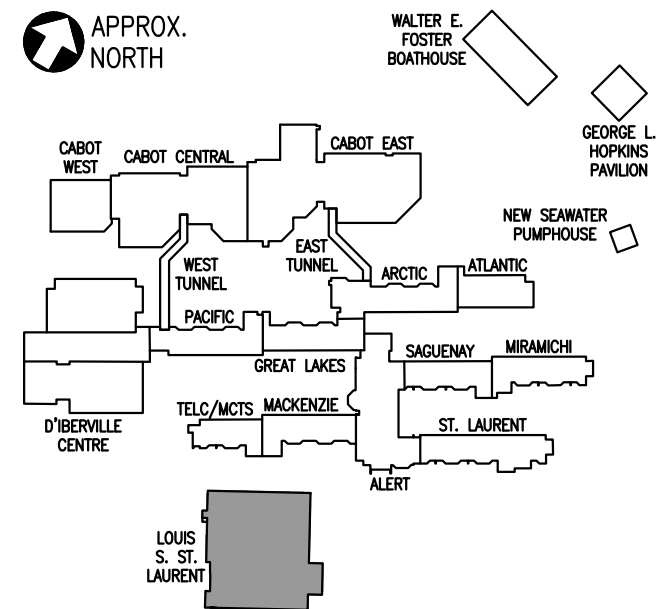 APPROX.
NORTH
WALTER E.
FOSTER
BOATHOUSE
GEORGE L.
HOPKINS
PAVILION
CABOT
WEST
CABOT CENTRAL
CABOT EAST
NEW SEAWATER
PUMPHOUSE
WEST
TUNNEL
EAST
TUNNEL
ARCTIC
ATLANTIC
PACIFIC
GREAT LAKES
SAGUENAY
MIRAMICHI
D'IBERVILLE
CENTRE
TELC/MCTS
MACKENZIE
ST. LAURENT
ALERT
LOUIS
S. ST.
LAURENT